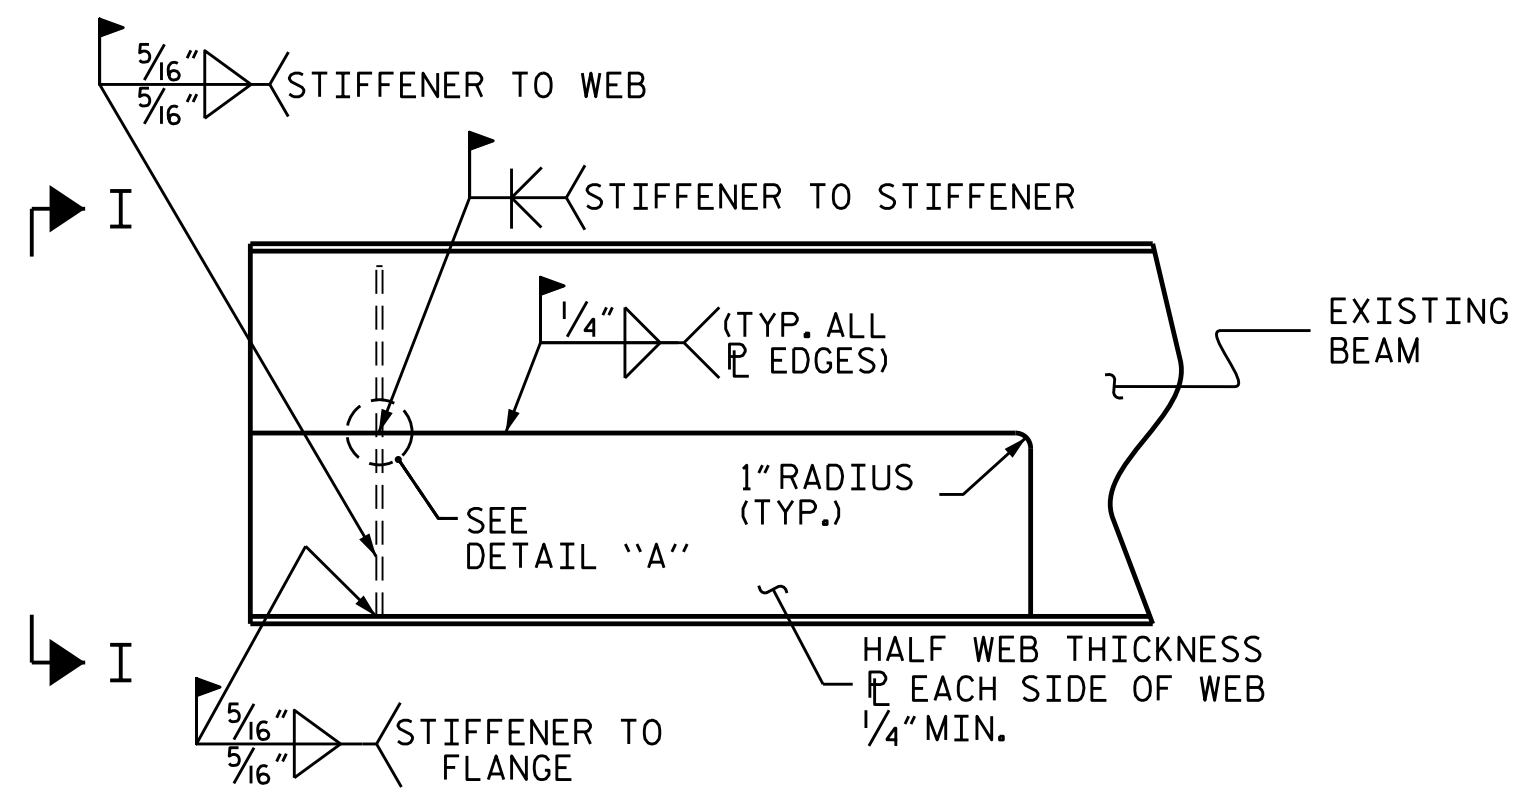 5/16"
5/16"
STIFFENER TO WEB
STIFFENER TO STIFFENER
I
1/4"
(TYP. ALL
℄ EDGES)
EXISTING
BEAM
1" RADIUS
(TYP.)
SEE
DETAIL "A"
I
HALF WEB THICKNESS
PL EACH SIDE OF WEB
1/4" MIN.
5/16"
5/16"
STIFFENER TO
FLANGE